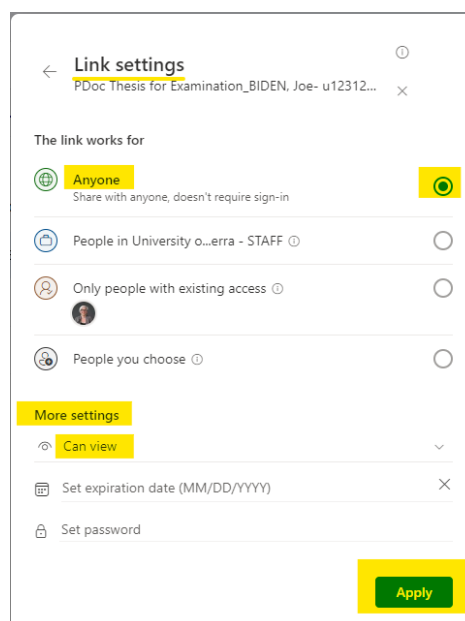 Link settings
PDoc Thesis for Examination_BIDEN, Joe- u12312...
The link works for
Anyone
Share with anyone, doesn't require sign-in
People in University o...erra - STAFF
Only people with existing access
People you choose
More settings
Can view
Set expiration date (MM/DD/YYYY)
Set password
Apply